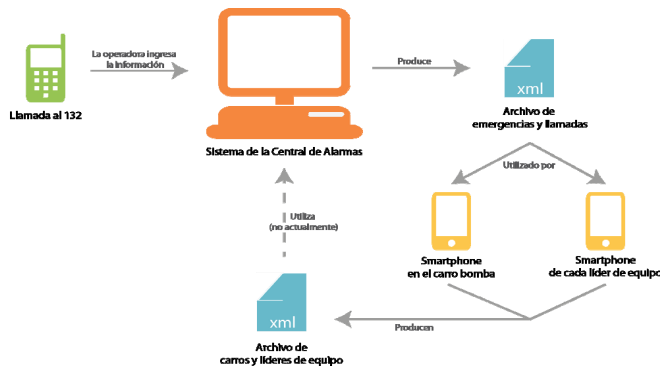 La operadora ingresa
la información
Llamada al 132
Sistema de la Central de Alarmas
Produce
xml
Archivo de
emergencias y llamadas
Utilizado por
Smartphone
en el carro bomba
Smartphone
de cada líder de equipo
Producen
xml
Archivo de
carros y líderes de equipo
Utiliza
(no actualmente)